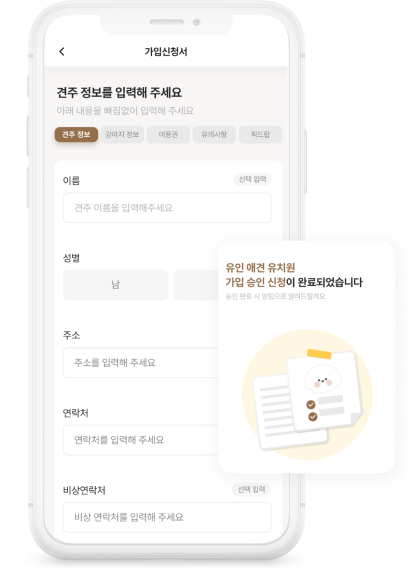 가입신청서
견주 정보를 입력해 주세요
아래 내용을 빠짐없이 입력해 주세요
견주 정보 강아지 정보 이용권 유의사항 픽드랍
이름 선택 입력
견주 이름을 입력해주세요
성별
남
주소
주소를 입력해 주세요
연락처
연락처를 입력해 주세요
비상연락처 선택 입력
비상 연락처를 입력해 주세요
유인 애견 유치원
가입 승인 신청이 완료되었습니다
승인 완료 시 알림으로 알려드릴게요